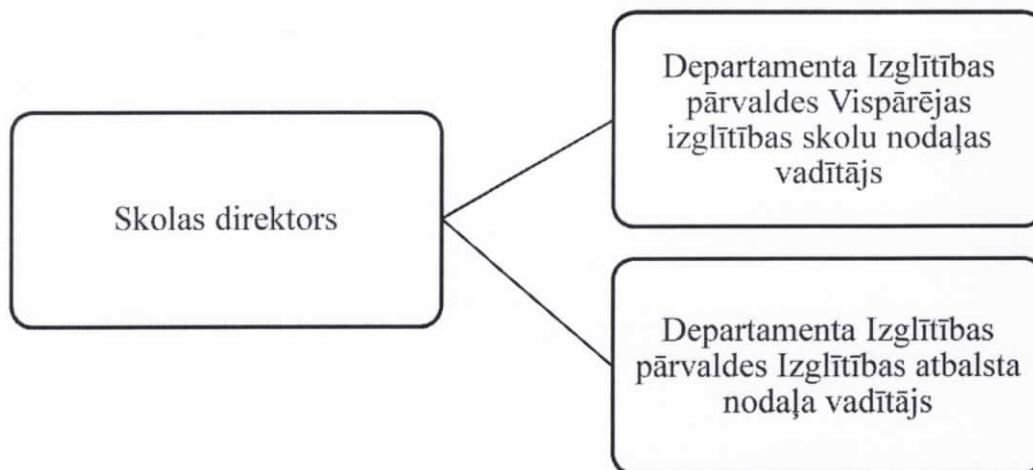 Skolas direktors
Departamenta Izglītības
pārvaldes Vispārējas
izglītības skolu nodaļas
vadītājs
Departamenta Izglītības
pārvaldes Izglītības atbalsta
nodaļa vadītājs